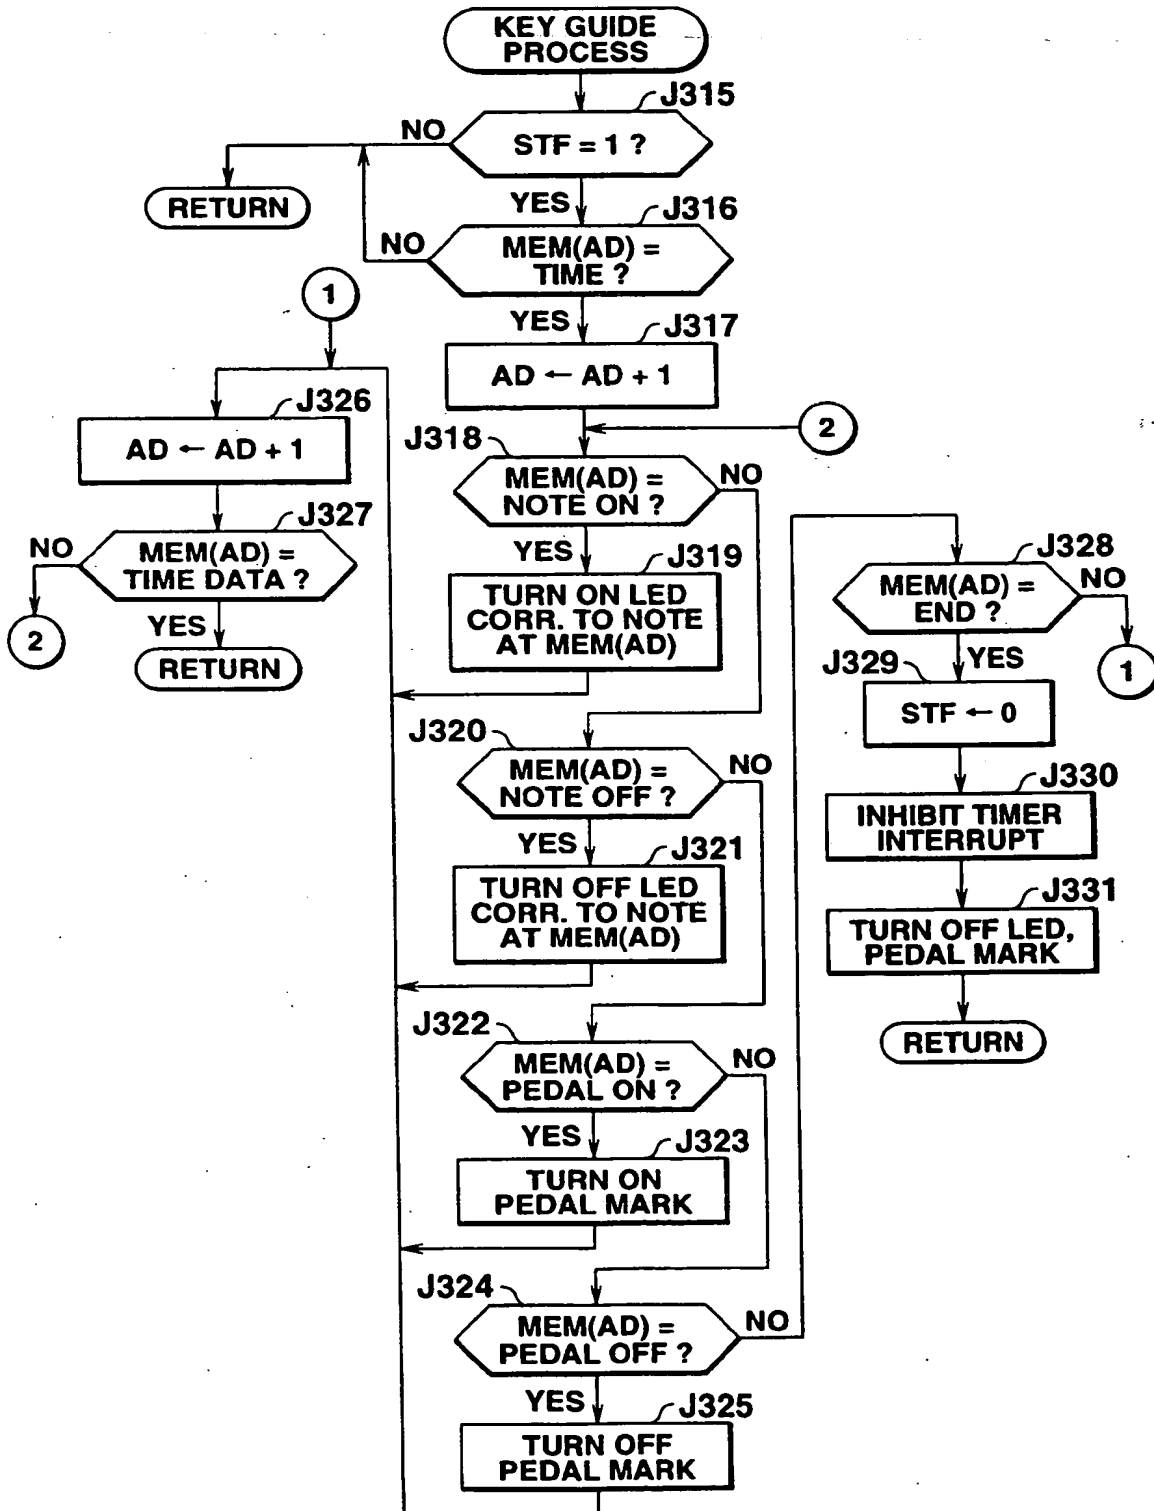 KEY GUIDE
PROCESS
J315
STF = 1 ?
NO
YES
RETURN
J316
MEM(AD) =
TIME ?
NO
YES
1
J317
AD ← AD + 1
J326
AD ← AD + 1
2
J318
MEM(AD) =
NOTE ON ?
NO
YES
J327
MEM(AD) =
TIME DATA ?
NO
YES
2
RETURN
J319
TURN ON LED
CORR. TO NOTE
AT MEM(AD)
J328
MEM(AD) =
END ?
NO
YES
1
J329
STF ← 0
J320
MEM(AD) =
NOTE OFF ?
NO
YES
J330
INHIBIT TIMER
INTERRUPT
J321
TURN OFF LED
CORR. TO NOTE
AT MEM(AD)
J331
TURN OFF LED,
PEDAL MARK
RETURN
J322
MEM(AD) =
PEDAL ON ?
NO
YES
J323
TURN ON
PEDAL MARK
J324
MEM(AD) =
PEDAL OFF ?
NO
YES
J325
TURN OFF
PEDAL MARK